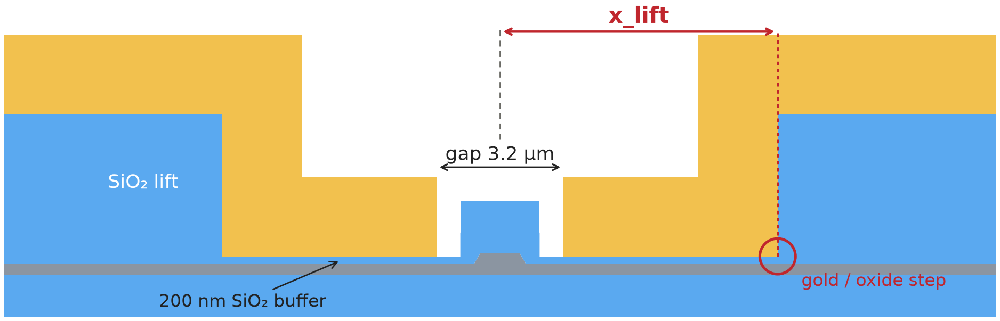 x_lift
gap 3.2 μm
SiO₂ lift
gold / oxide step
200 nm SiO₂ buffer